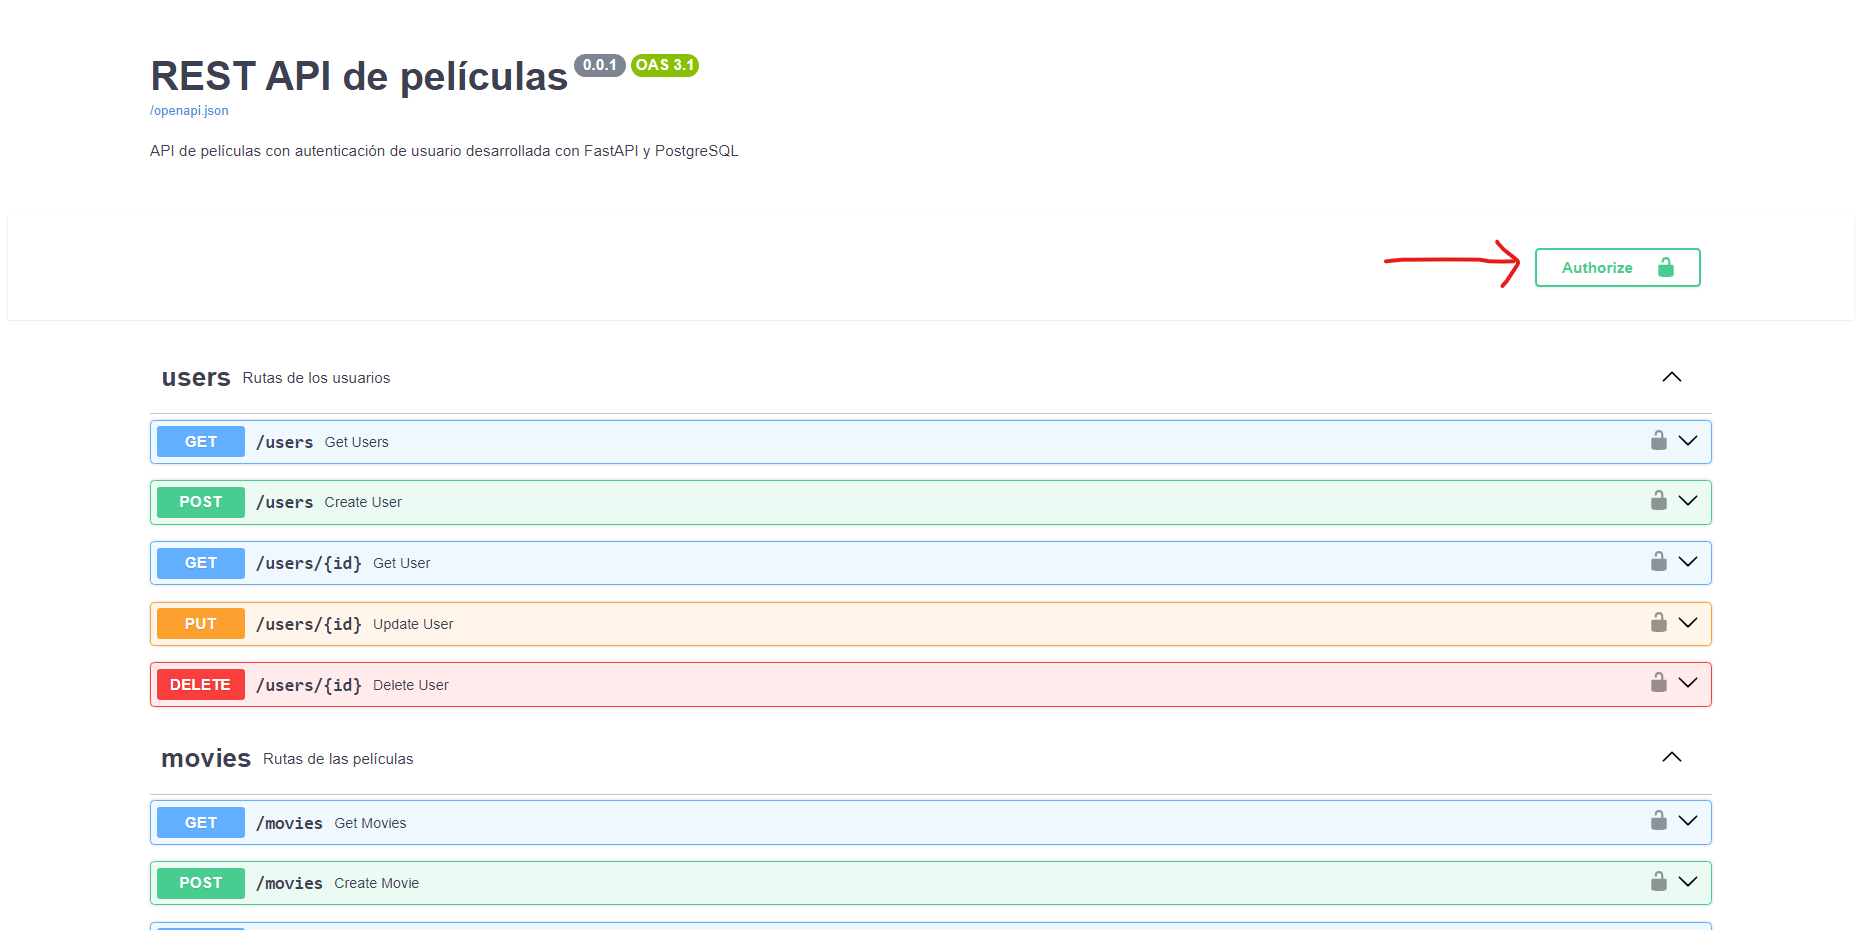 REST API de películas 0.0.1 OAS 3.1
/openapi.json
API de películas con autenticación de usuario desarrollada con FastAPI y PostgreSQL
Authorize
users Rutas de los usuarios
GET /users Get Users
POST /users Create User
GET /users/{id} Get User
PUT /users/{id} Update User
DELETE /users/{id} Delete User
movies Rutas de las películas
GET /movies Get Movies
POST /movies Create Movie